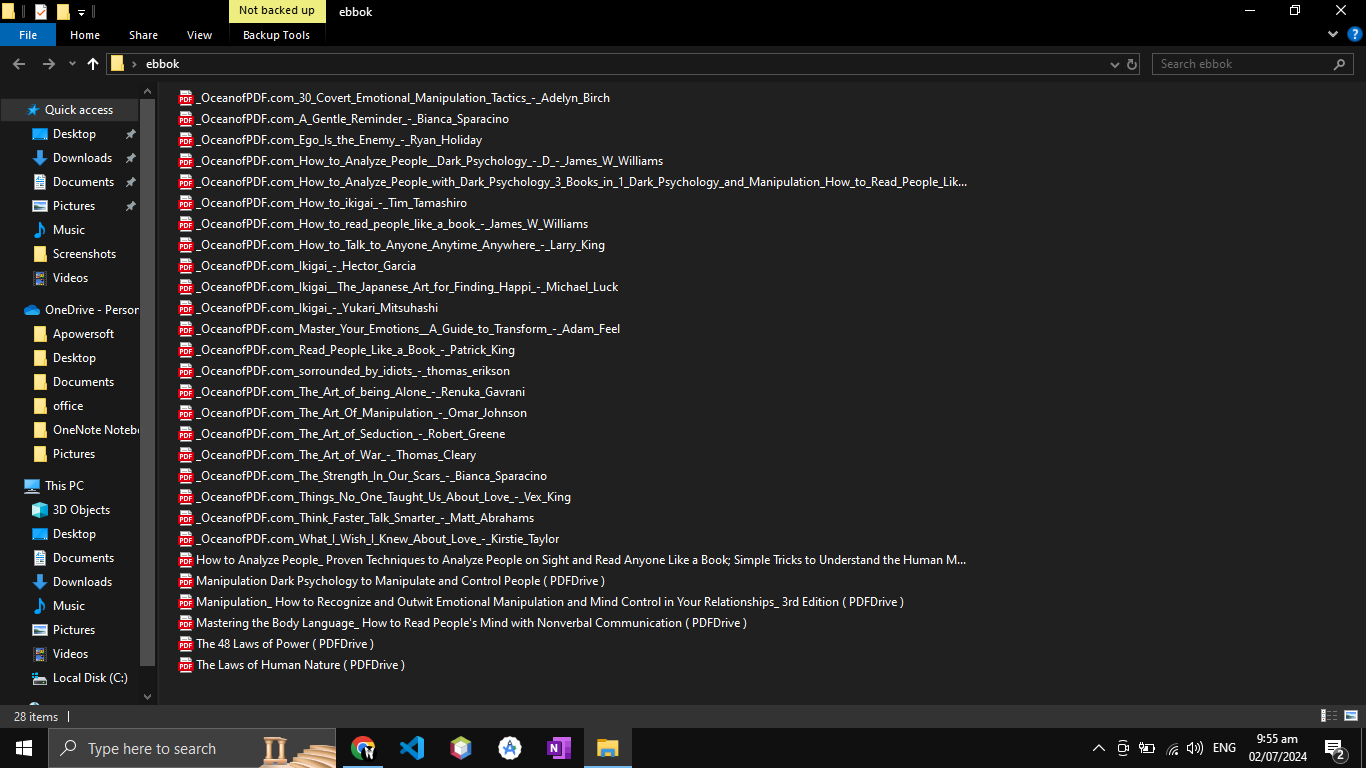 Not backed up
ebbok
File
Home
Share
View
Backup Tools
ebbok
Search ebbok
Quick access
Desktop
Downloads
Documents
Pictures
Music
Screenshots
Videos
OneDrive - Person
Apowersoft
Desktop
Documents
office
OneNote Noteb
Pictures
This PC
3D Objects
Desktop
Documents
Downloads
Music
Pictures
Videos
Local Disk (C:)
_OceanofPDF.com_30_Covert_Emotional_Manipulation_Tactics_-_Adelyn_Birch
_OceanofPDF.com_A_Gentle_Reminder_-_Bianca_Sparacino
_OceanofPDF.com_Ego_Is_the_Enemy_-_Ryan_Holiday
_OceanofPDF.com_How_to_Analyze_People__Dark_Psychology_-_D_-_James_W_Williams
_OceanofPDF.com_How_to_Analyze_People_with_Dark_Psychology_3_Books_in_1_Dark_Psychology_and_Manipulation_How_to_Read_People_Lik...
_OceanofPDF.com_How_to_ikigai_-_Tim_Tamashiro
_OceanofPDF.com_How_to_read_people_like_a_book_-_James_W_Williams
_OceanofPDF.com_How_to_Talk_to_Anyone_Anytime_Anywhere_-_Larry_King
_OceanofPDF.com_Ikigai_-_Hector_Garcia
_OceanofPDF.com_Ikigai__The_Japanese_Art_for_Finding_Happi_-_Michael_Luck
_OceanofPDF.com_Ikigai_-_Yukari_Mitsuhashi
_OceanofPDF.com_Master_Your_Emotions__A_Guide_to_Transform_-_Adam_Feel
_OceanofPDF.com_Read_People_Like_a_Book_-_Patrick_King
_OceanofPDF.com_sorrounded_by_idiots_-_thomas_erikson
_OceanofPDF.com_The_Art_of_being_Alone_-_Renuka_Gavrani
_OceanofPDF.com_The_Art_Of_Manipulation_-_Omar_Johnson
_OceanofPDF.com_The_Art_of_Seduction_-_Robert_Greene
_OceanofPDF.com_The_Art_of_War_-_Thomas_Cleary
_OceanofPDF.com_The_Strength_In_Our_Scars_-_Bianca_Sparacino
_OceanofPDF.com_Things_No_One_Taught_Us_About_Love_-_Vex_King
_OceanofPDF.com_Think_Faster_Talk_Smarter_-_Matt_Abrahams
_OceanofPDF.com_What_I_Wish_I_Knew_About_Love_-_Kirstie_Taylor
How to Analyze People_ Proven Techniques to Analyze People on Sight and Read Anyone Like a Book; Simple Tricks to Understand the Human M...
Manipulation Dark Psychology to Manipulate and Control People ( PDFDrive )
Manipulation_ How to Recognize and Outwit Emotional Manipulation and Mind Control in Your Relationships_ 3rd Edition ( PDFDrive )
Mastering the Body Language_ How to Read People's Mind with Nonverbal Communication ( PDFDrive )
The 48 Laws of Power ( PDFDrive )
The Laws of Human Nature ( PDFDrive )
28 items
Type here to search
ENG
9:55 am
02/07/2024
2